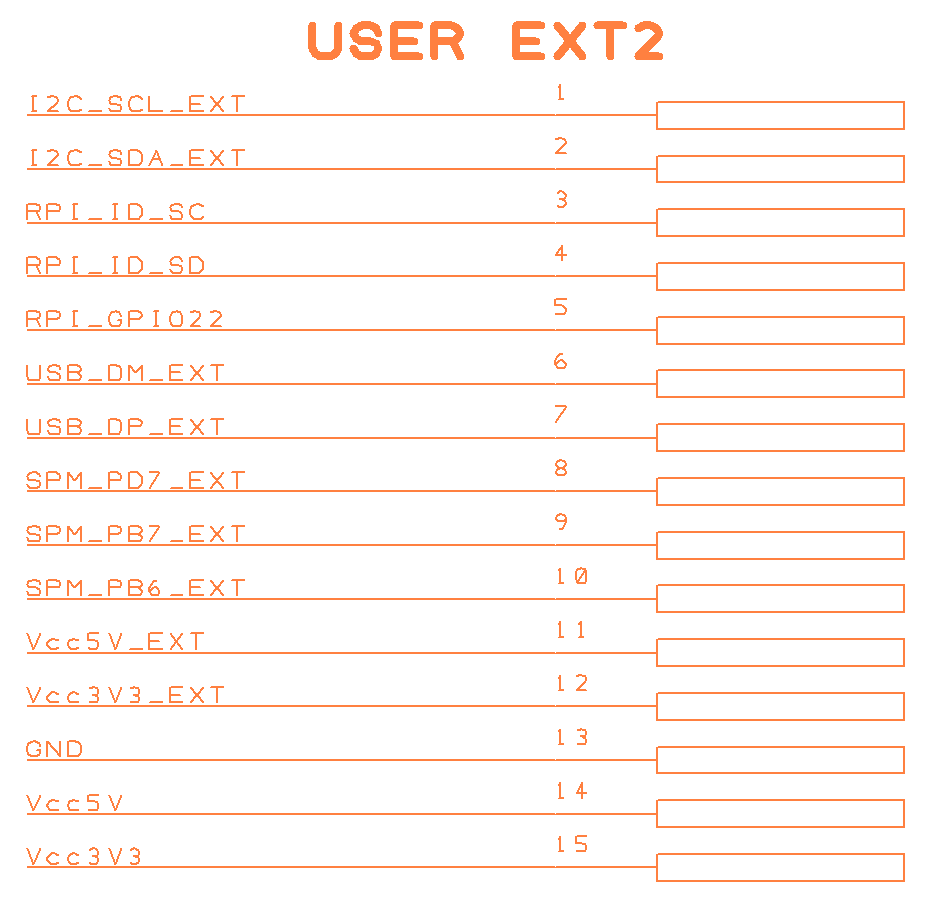 USER EXT2
I2C_SCL_EXT 1
I2C_SDA_EXT 2
RPI_ID_SC 3
RPI_ID_SD 4
RPI_GPIO22 5
USB_DM_EXT 6
USB_DP_EXT 7
SPM_PD7_EXT 8
SPM_PB7_EXT 9
SPM_PB6_EXT 10
Vcc5V_EXT 11
Vcc3V3_EXT 12
GND 13
Vcc5V 14
Vcc3V3 15